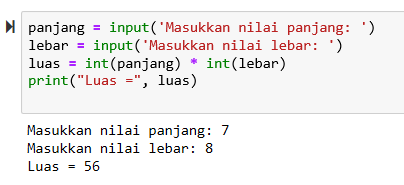 panjang = input('Masukkan nilai panjang: ')
lebar = input('Masukkan nilai lebar: ')
luas = int(panjang) * int(lebar)
print("Luas =", luas)
Masukkan nilai panjang: 7
Masukkan nilai lebar: 8
Luas = 56